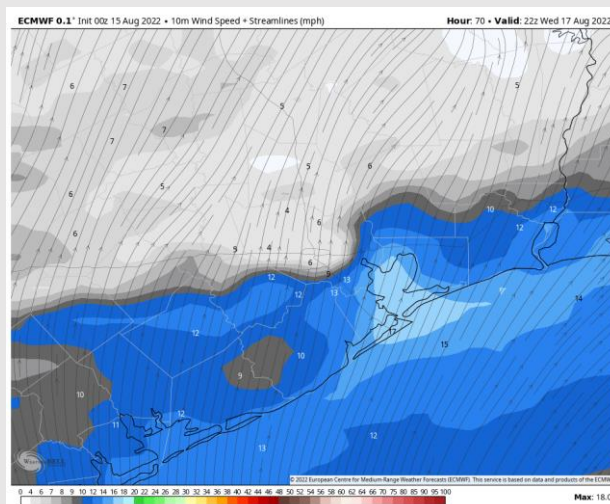 ECMWF 0.1° Init 00z 15 Aug 2022 • 10m Wind Speed + Streamlines (mph) Hour: 70 • Valid: 22z Wed 17 Aug 2022
6 7 5 5
7 7
5 6
6 5
4 6 10 12
6 12
5 4
6 9 13
12 12 13
14
12 17 15
10
9
10
11 12
12
13
© 2022 European Centre for Medium-Range Weather Forecasts (ECMWF). This service is based on data and products of the ECMWF
0 4 6 7 8 9 10 12 14 16 18 20 22 24 26 28 30 32 34 36 38 40 42 44 46 48 50 52 54 56 58 60 62 64 66 70 75 80 85 90 95 100
Max: 18.0